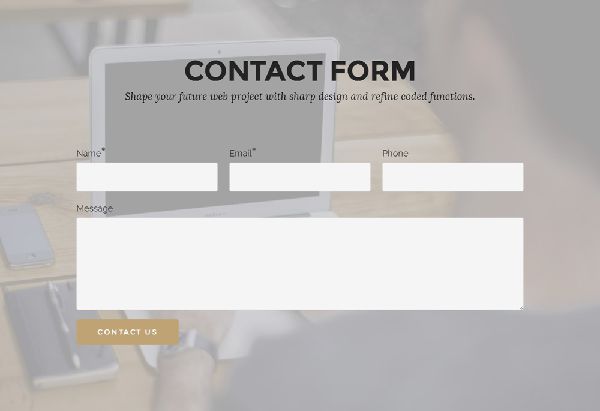 CONTACT FORM
Shape your future web project with sharp design and refine coded functions.
Name* Email* Phone
Message
CONTACT US